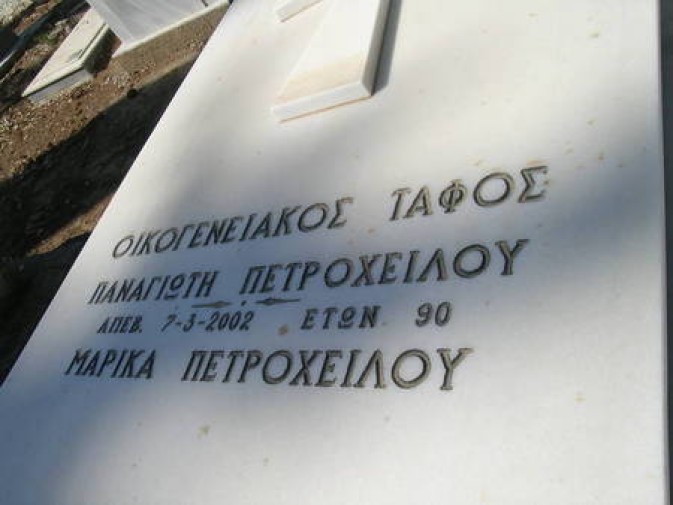 ΟΙΚΟΓΕΝΕΙΑΚΟΣ ΤΑΦΟΣ
ΠΑΝΑΓΙΩΤΗ ΠΕΤΡΟΧΕΙΛΟΥ
ΑΠΕΒ. 7-3-2002 ΕΤΩΝ 90
ΜΑΡΙΚΑ ΠΕΤΡΟΧΕΙΛΟΥ